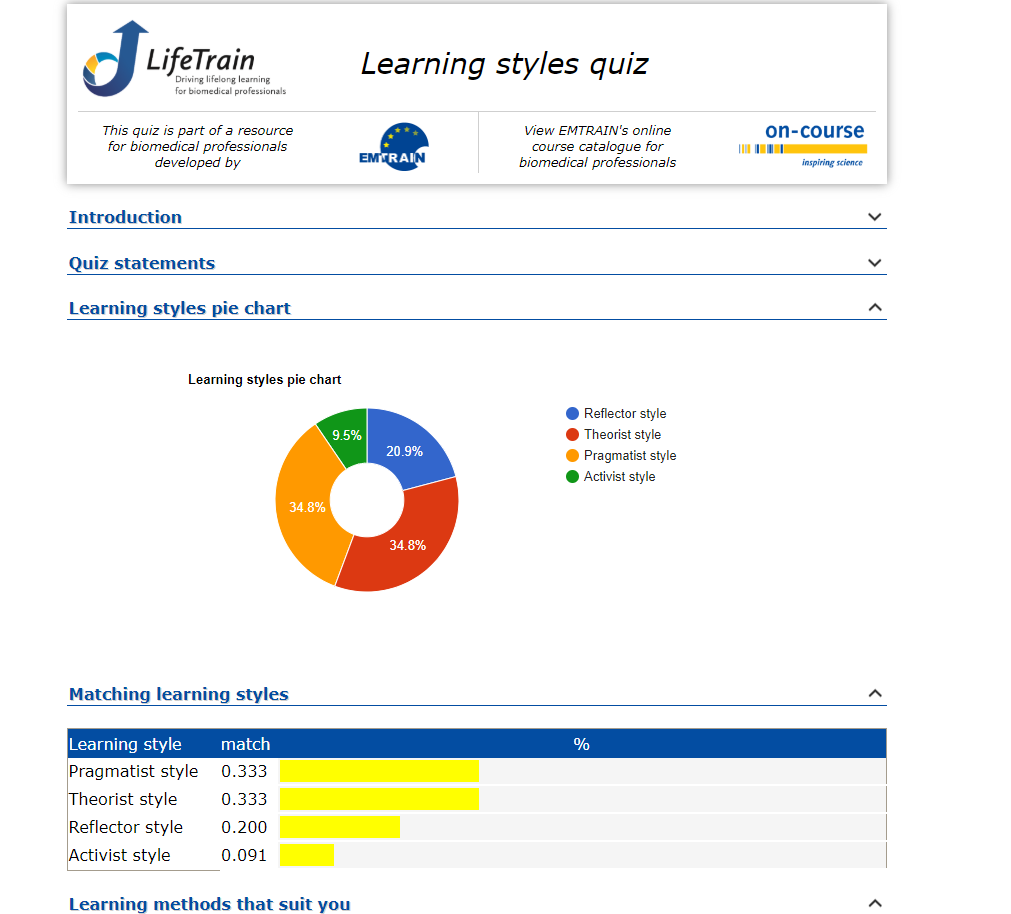 LifeTrain
Driving lifelong learning
for biomedical professionals
Learning styles quiz
This quiz is part of a resource
for biomedical professionals
developed by
EMTRAIN
View EMTRAIN's online
course catalogue for
biomedical professionals
on-course
inspiring science
Introduction
Quiz statements
Learning styles pie chart
Learning styles pie chart
9.5%
20.9%
34.8%
34.8%
Reflector style
Theorist style
Pragmatist style
Activist style
Matching learning styles
Learning style match %
Pragmatist style 0.333
Theorist style 0.333
Reflector style 0.200
Activist style 0.091
Learning methods that suit you